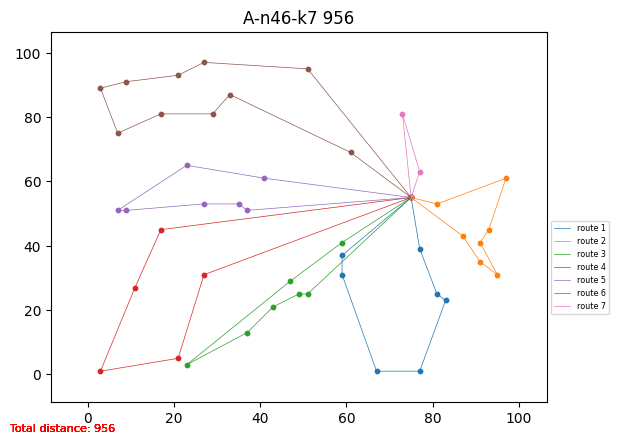 A-n46-k7 956
100
80
60
40
20
0
0 20 40 60 80 100
route 1
route 2
route 3
route 4
route 5
route 6
route 7
Total distance: 956